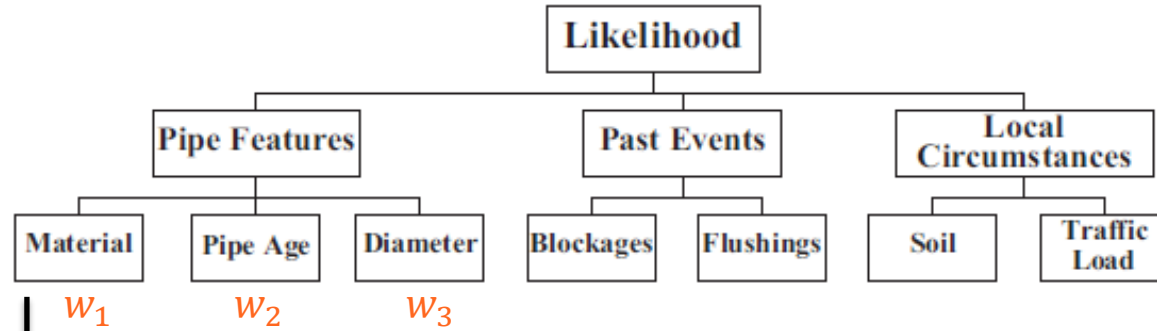 Likelihood
Pipe Features
Past Events
Local
Circumstances
Material
Pipe Age
Diameter
Blockages
Flushings
Soil
Traffic
Load
w₁
w₂
w₃